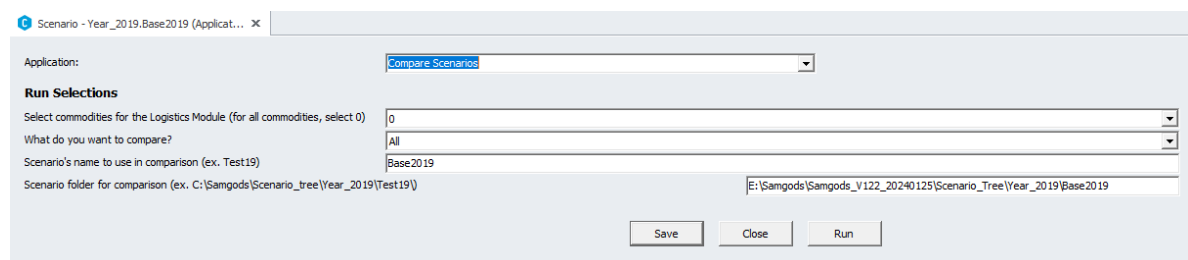 Scenario - Year_2019.Base2019 (Applicat...
Application: Compare Scenarios
Run Selections
Select commodities for the Logistics Module (for all commodities, select 0) 0
What do you want to compare? All
Scenario's name to use in comparison (ex. Test19) Base2019
Scenario folder for comparison (ex. C:\Samgods\Scenario_tree\Year_2019\Test19\) E:\Samgods\Samgods_V122_20240125\Scenario_Tree\Year_2019\Base2019
Save Close Run